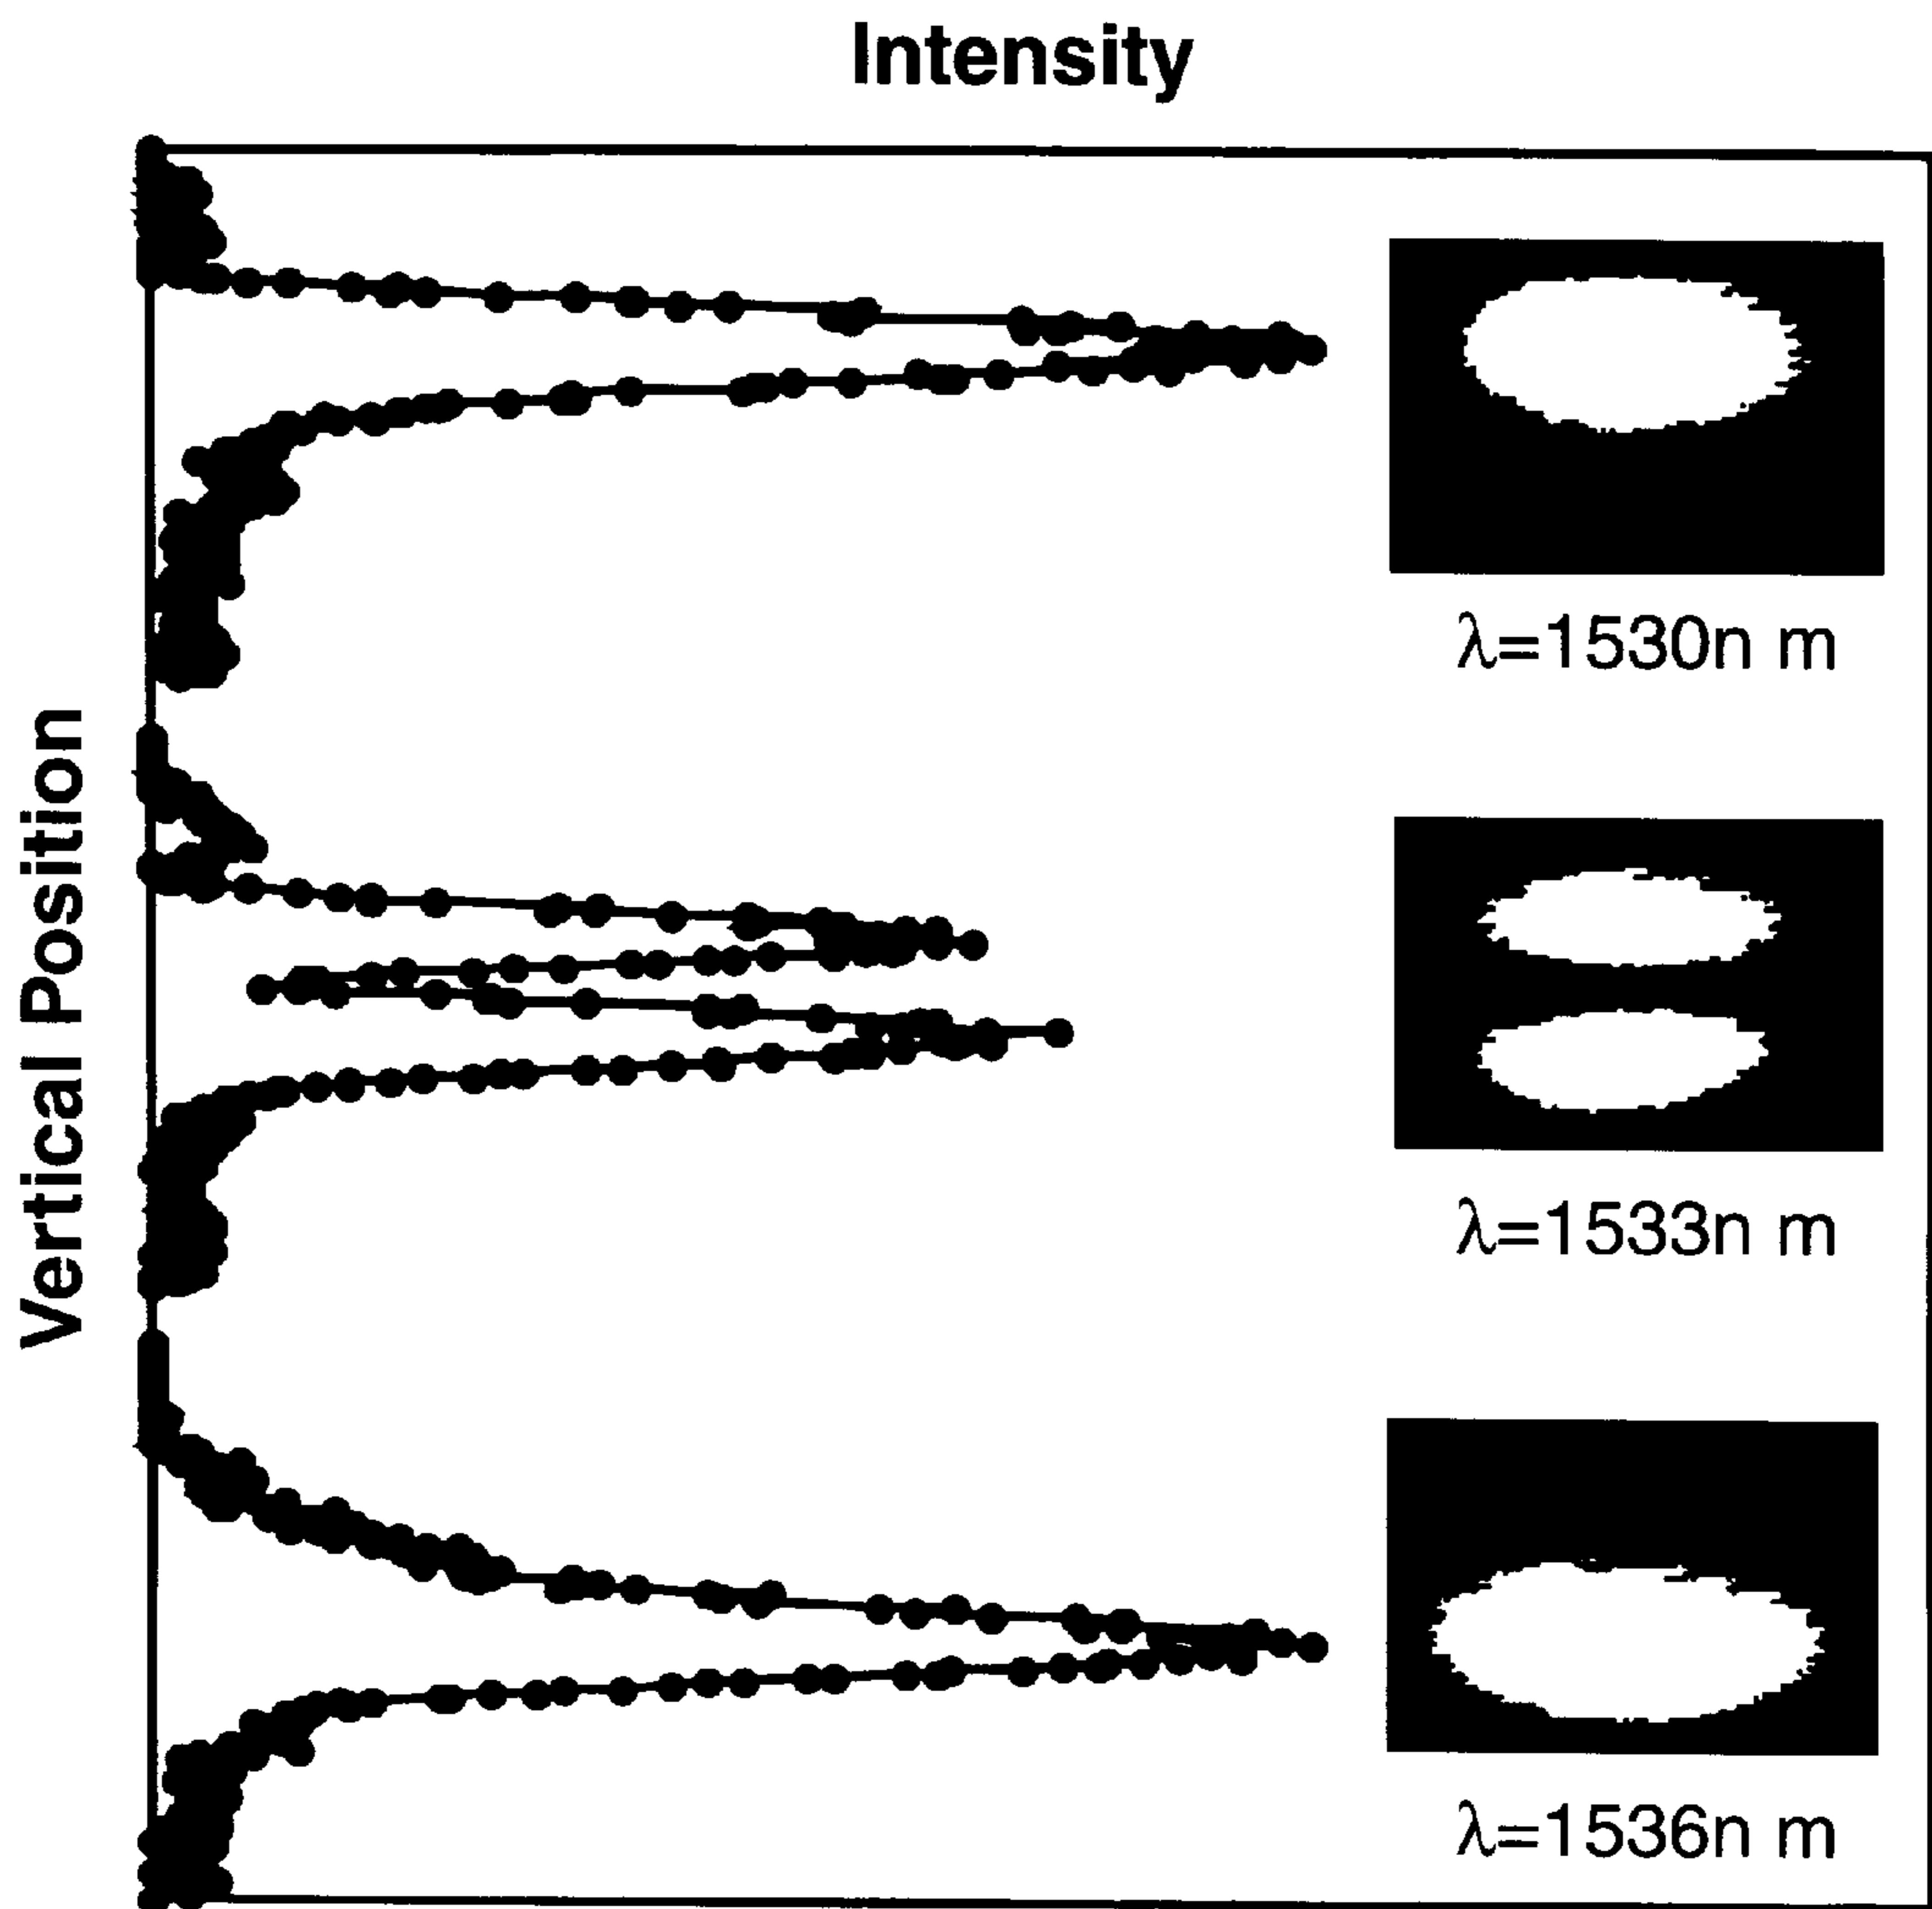 Intensity
Vertical Position
λ=1530n m
λ=1533n m
λ=1536n m